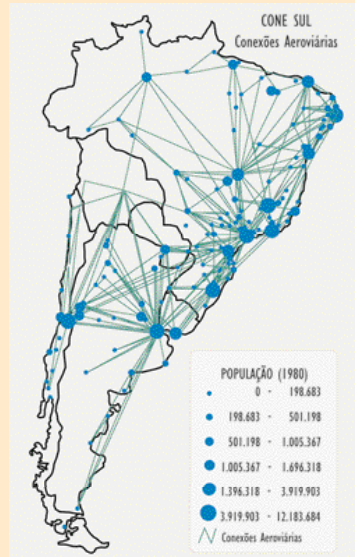 CONE SUL
Conexões Aeroviárias
POPULAÇÃO (1980)
0 - 198.683
198.683 - 501.198
501.198 - 1.005.367
1.005.367 - 1.696.318
1.396.318 - 3.919.903
3.919.903 - 12.183.684
Conexões Aeroviárias